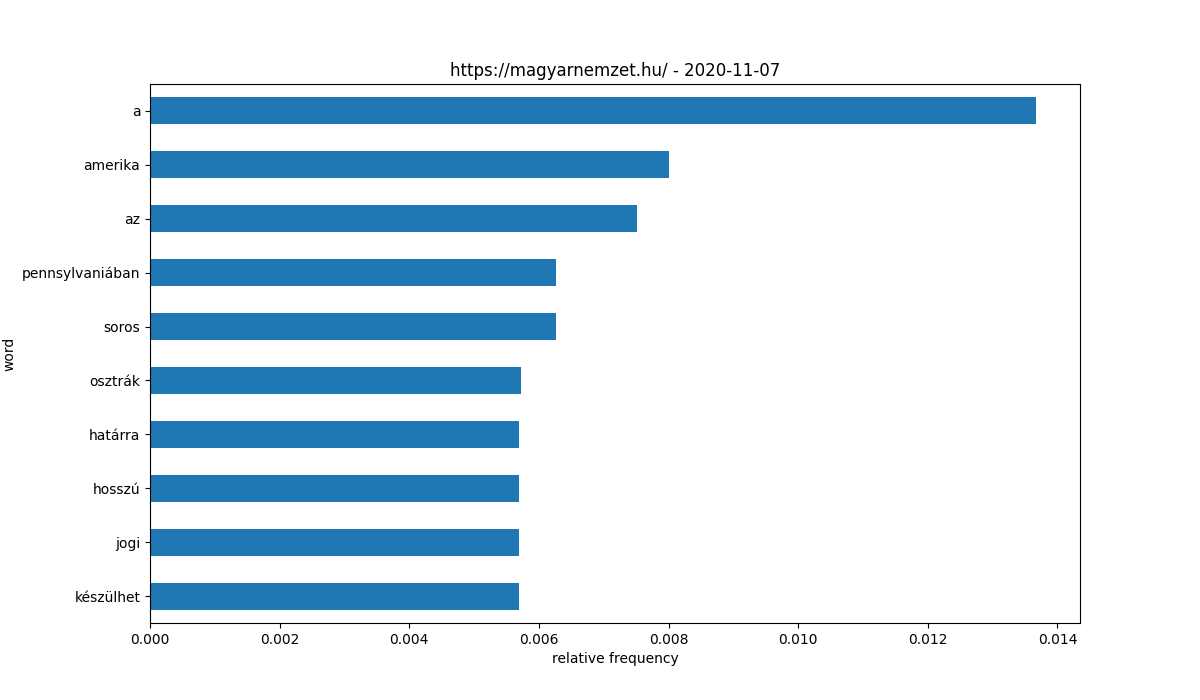 https://magyarnemzet.hu/ - 2020-11-07
a
amerika
az
pennsylvaniában
soros
osztrák
határra
hosszú
jogi
készülhet
word
0.000 0.002 0.004 0.006 0.008 0.010 0.012 0.014
relative frequency